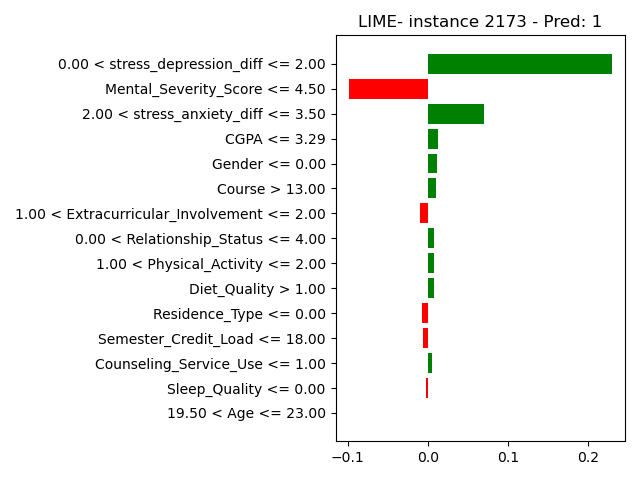 LIME- instance 2173 - Pred: 1
0.00 < stress_depression_diff <= 2.00
Mental_Severity_Score <= 4.50
2.00 < stress_anxiety_diff <= 3.50
CGPA <= 3.29
Gender <= 0.00
Course > 13.00
1.00 < Extracurricular_Involvement <= 2.00
0.00 < Relationship_Status <= 4.00
1.00 < Physical_Activity <= 2.00
Diet_Quality > 1.00
Residence_Type <= 0.00
Semester_Credit_Load <= 18.00
Counseling_Service_Use <= 1.00
Sleep_Quality <= 0.00
19.50 < Age <= 23.00
−0.1 0.0 0.1 0.2